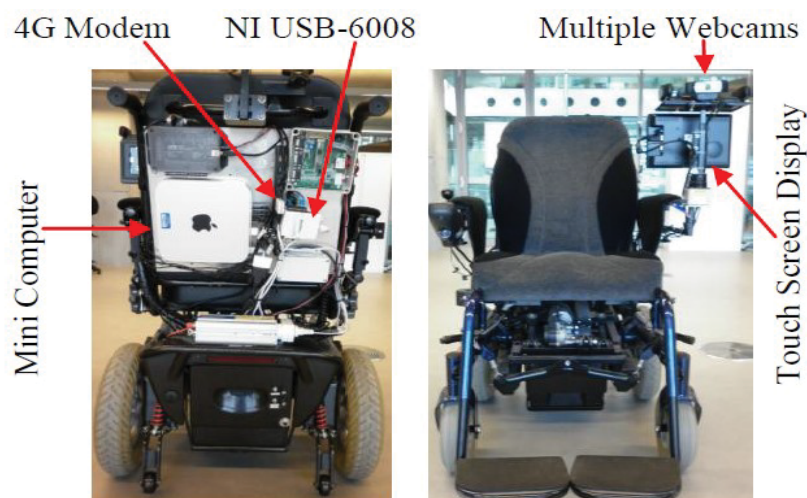 4G Modem
NI USB-6008
Multiple Webcams
Mini Computer
Touch Screen Display